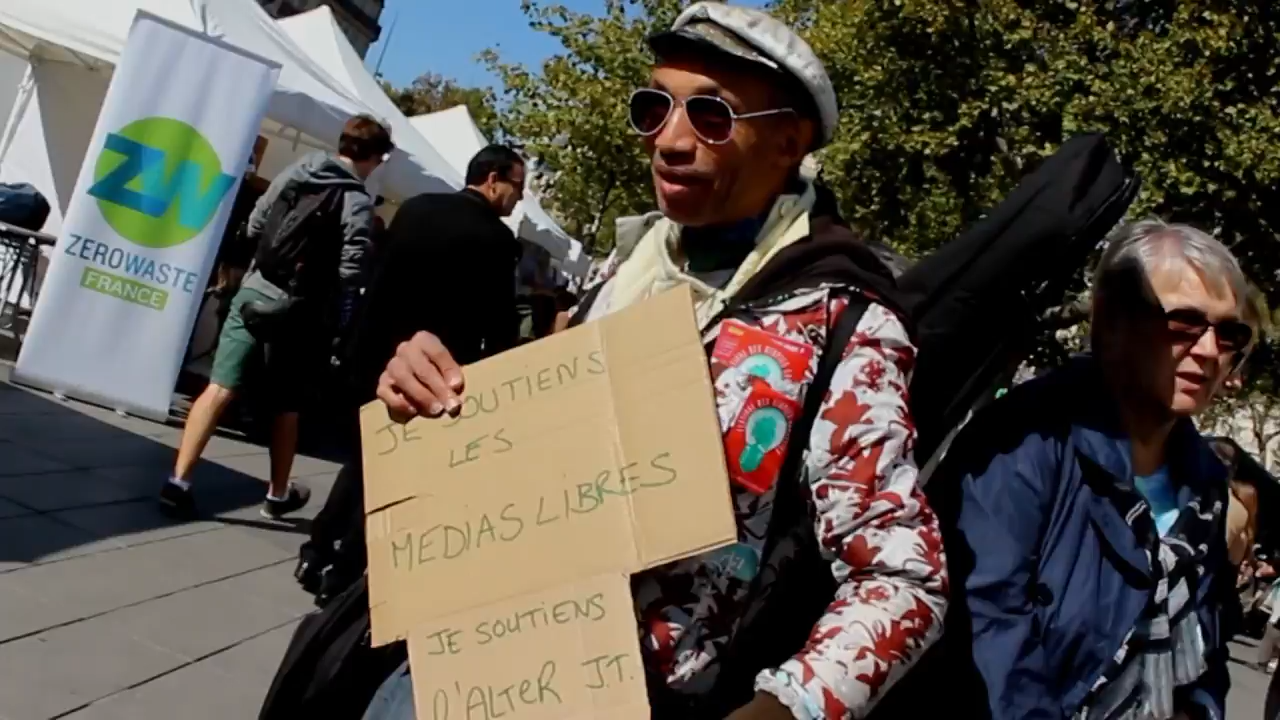 ZW
ZEROWASTE
FRANCE
JE SOUTIENS
LES
MEDIAS LIBRES
JE SOUTIENS
D'ALTER J.T.